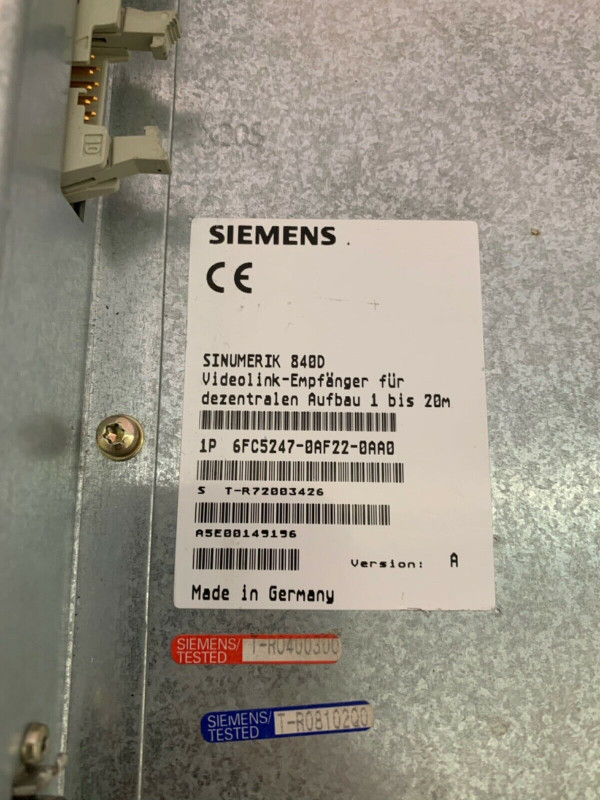 SIEMENS
CE
SINUMERIK 840D
Videolink-Empfänger für
dezentralen Aufbau 1 bis 20m
1P 6FC5247-0AF22-0AA0
S T-R72003426
A5E00149196
Version: A
Made in Germany
SIEMENS/
TESTED
T-R0400300
SIEMENS/
TESTED